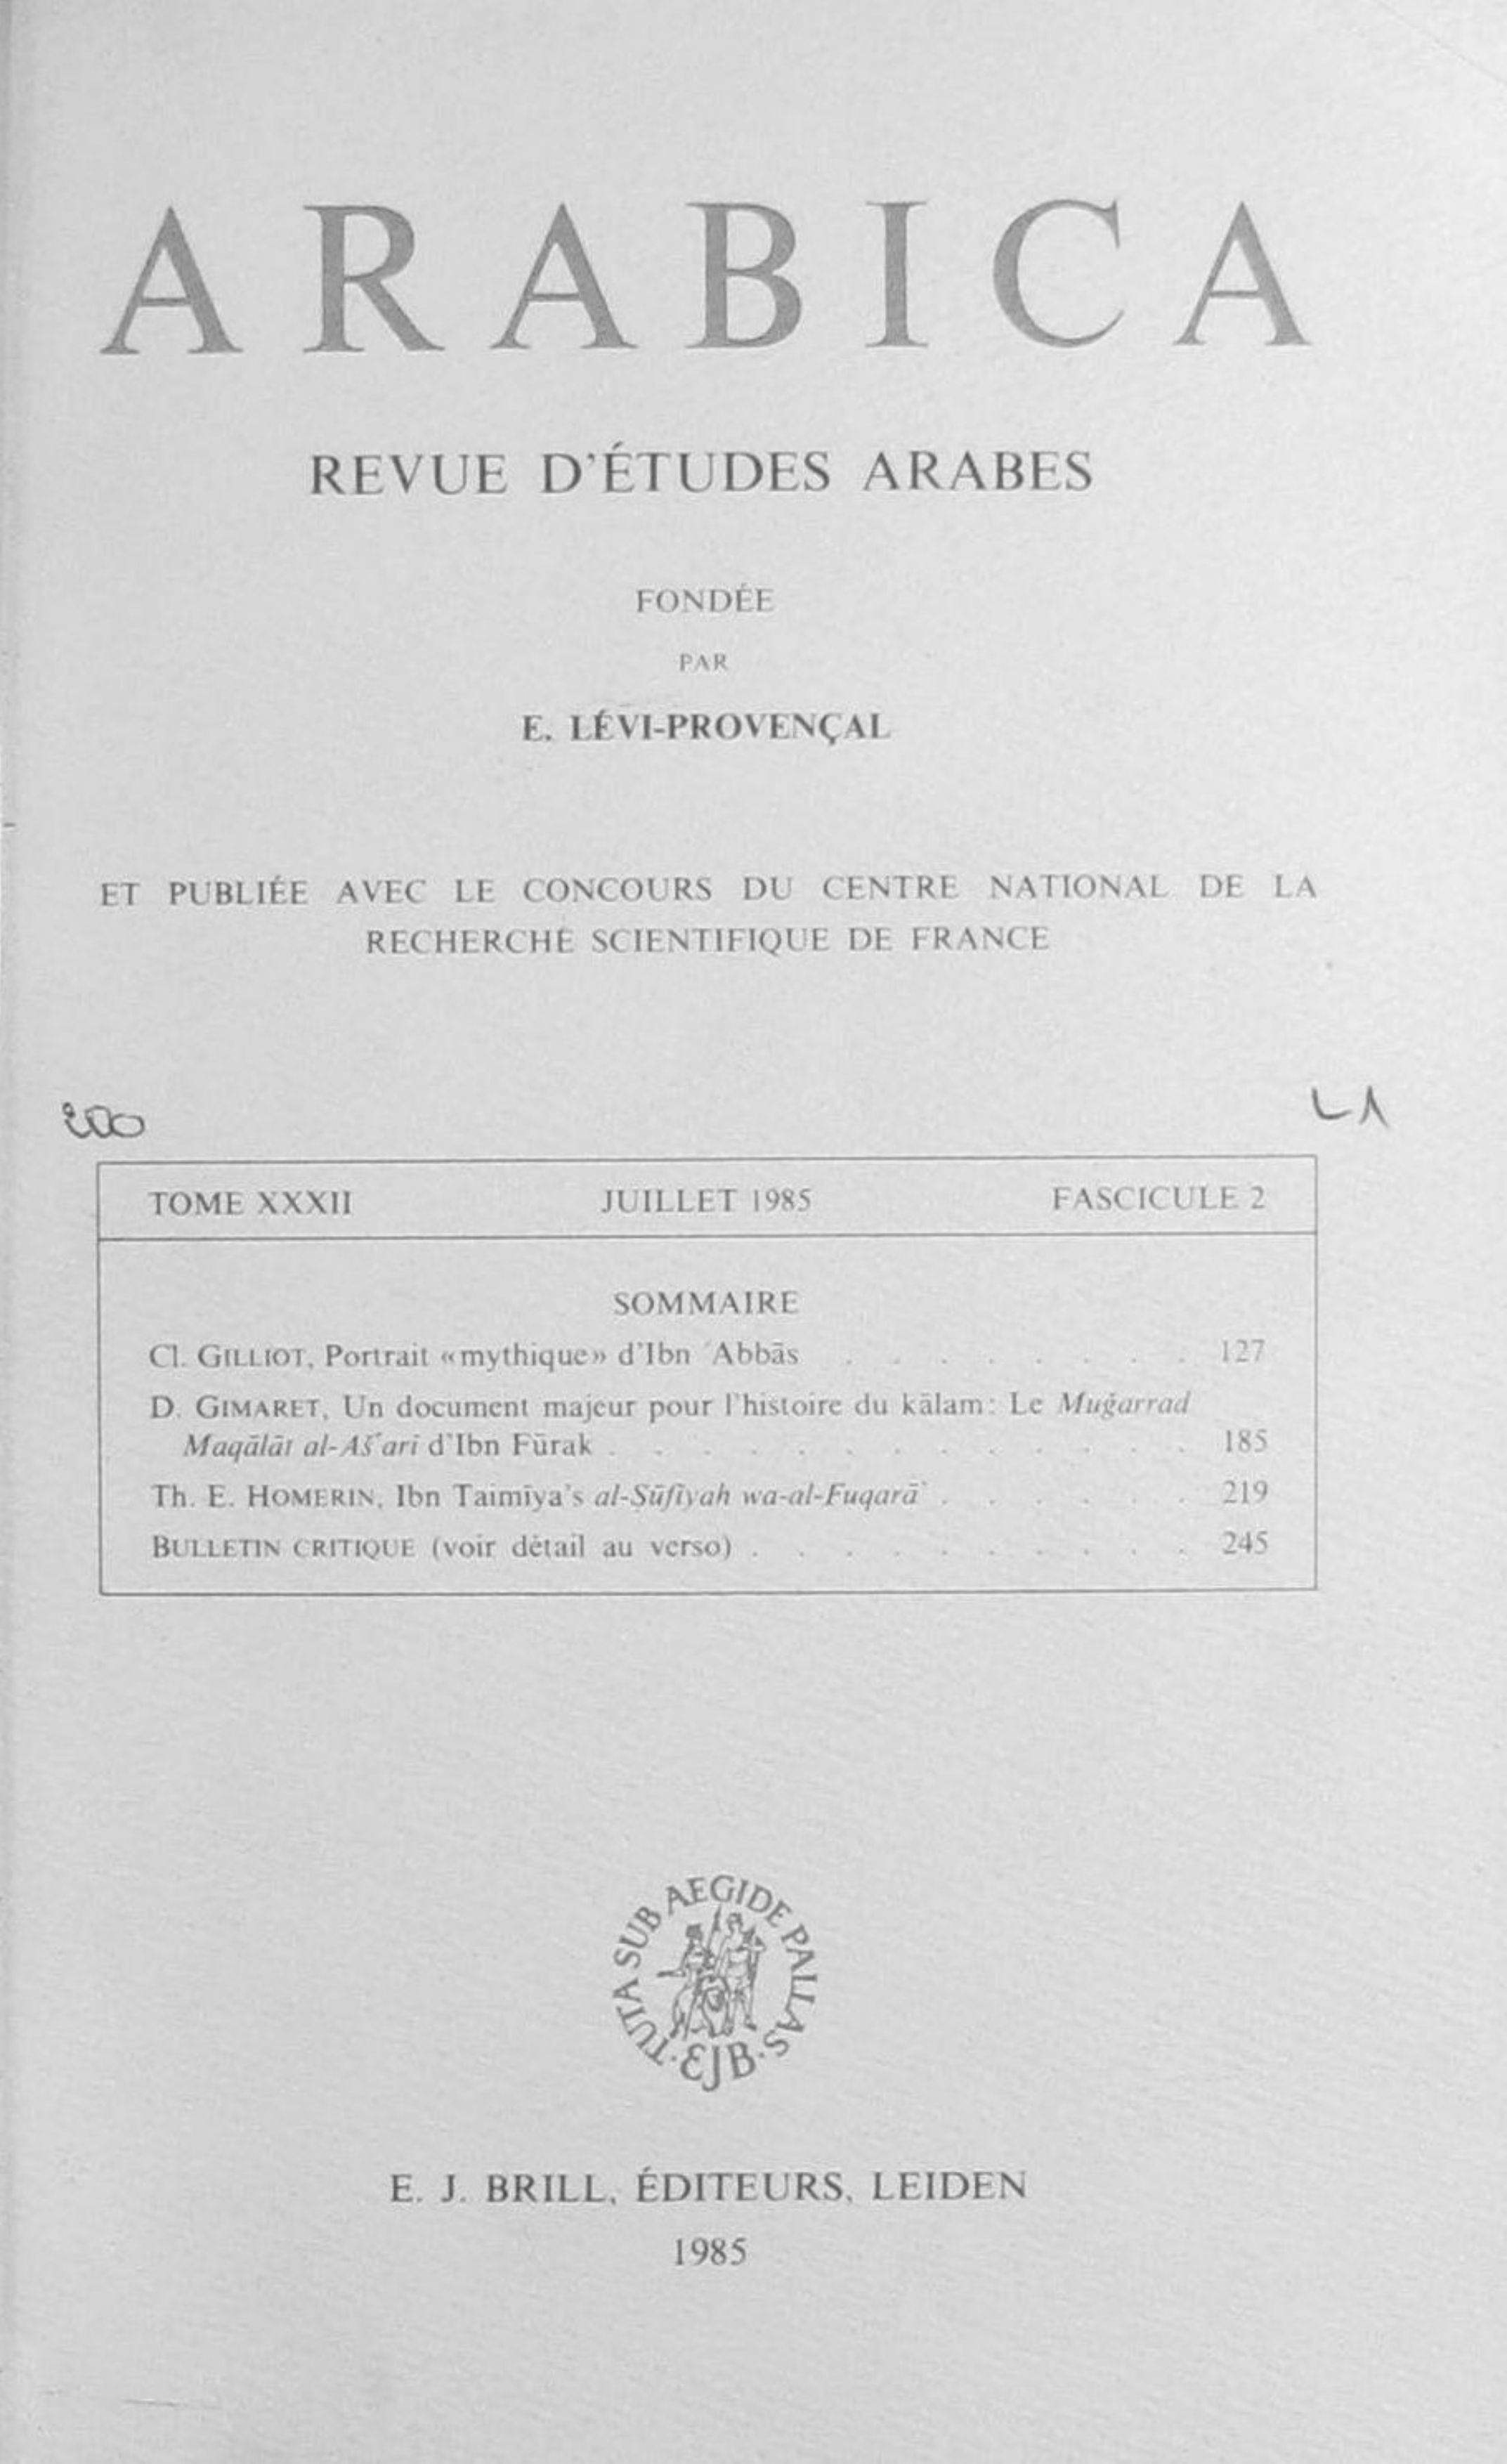 ARABICA
REVUE D'ÉTUDES ARABES
FONDÉE
PAR
E. LÉVI-PROVENÇAL
ET PUBLIÉE AVEC LE CONCOURS DU CENTRE NATIONAL DE LA
RECHERCHE SCIENTIFIQUE DE FRANCE
200
L1
TOME XXXII JUILLET 1985 FASCICULE 2
SOMMAIRE
Cl. GILLIOT, Portrait «mythique» d'Ibn ʿAbbās . . . . . . . . 127
D. GIMARET, Un document majeur pour l'histoire du kālam: Le Muǧarrad
Maqālāt al-Ašʿarī d'Ibn Fūrak . . . . . . . . . . . . . 185
Th. E. HOMERIN, Ibn Taimīya's al-Ṣūfīyah wa-al-Fuqarāʾ . . . . . . 219
BULLETIN CRITIQUE (voir détail au verso) . . . . . . . . . . 245
TUTA SUB AEGIDE PALLAS
EJB
E. J. BRILL, ÉDITEURS, LEIDEN
1985